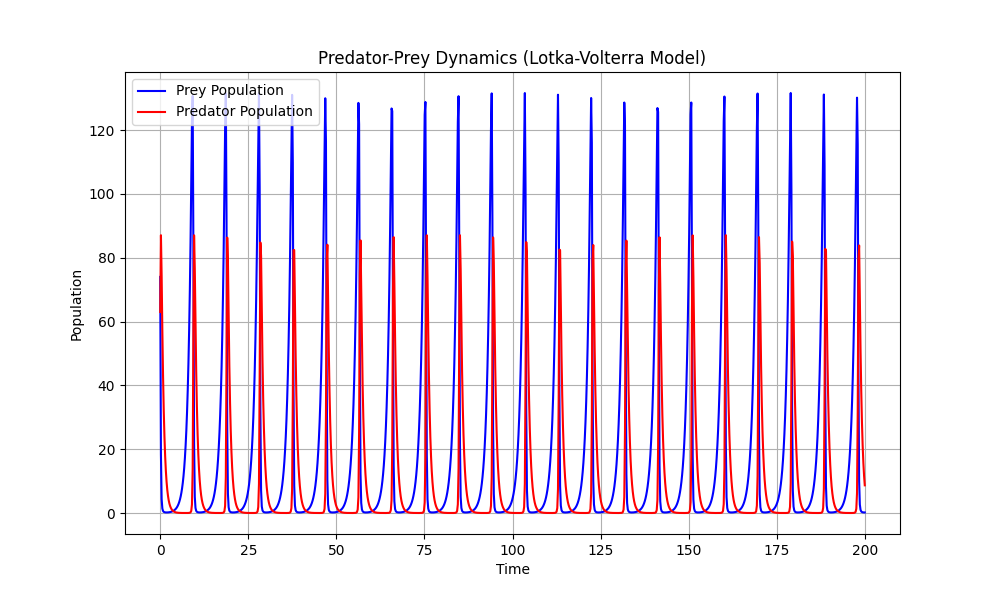 Predator-Prey Dynamics (Lotka-Volterra Model)
Prey Population
Predator Population
120
100
80
60
40
20
0
Population
0 25 50 75 100 125 150 175 200
Time